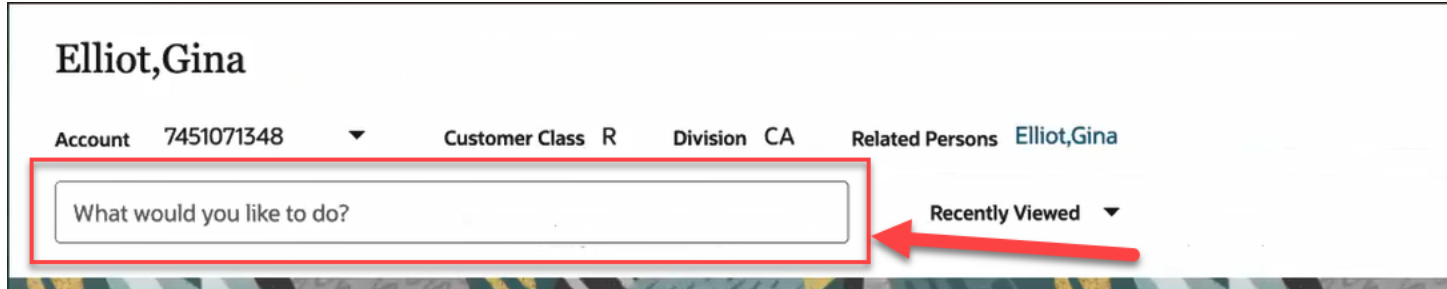 Elliot,Gina
Account 7451071348 Customer Class R Division CA Related Persons Elliot,Gina
What would you like to do? Recently Viewed